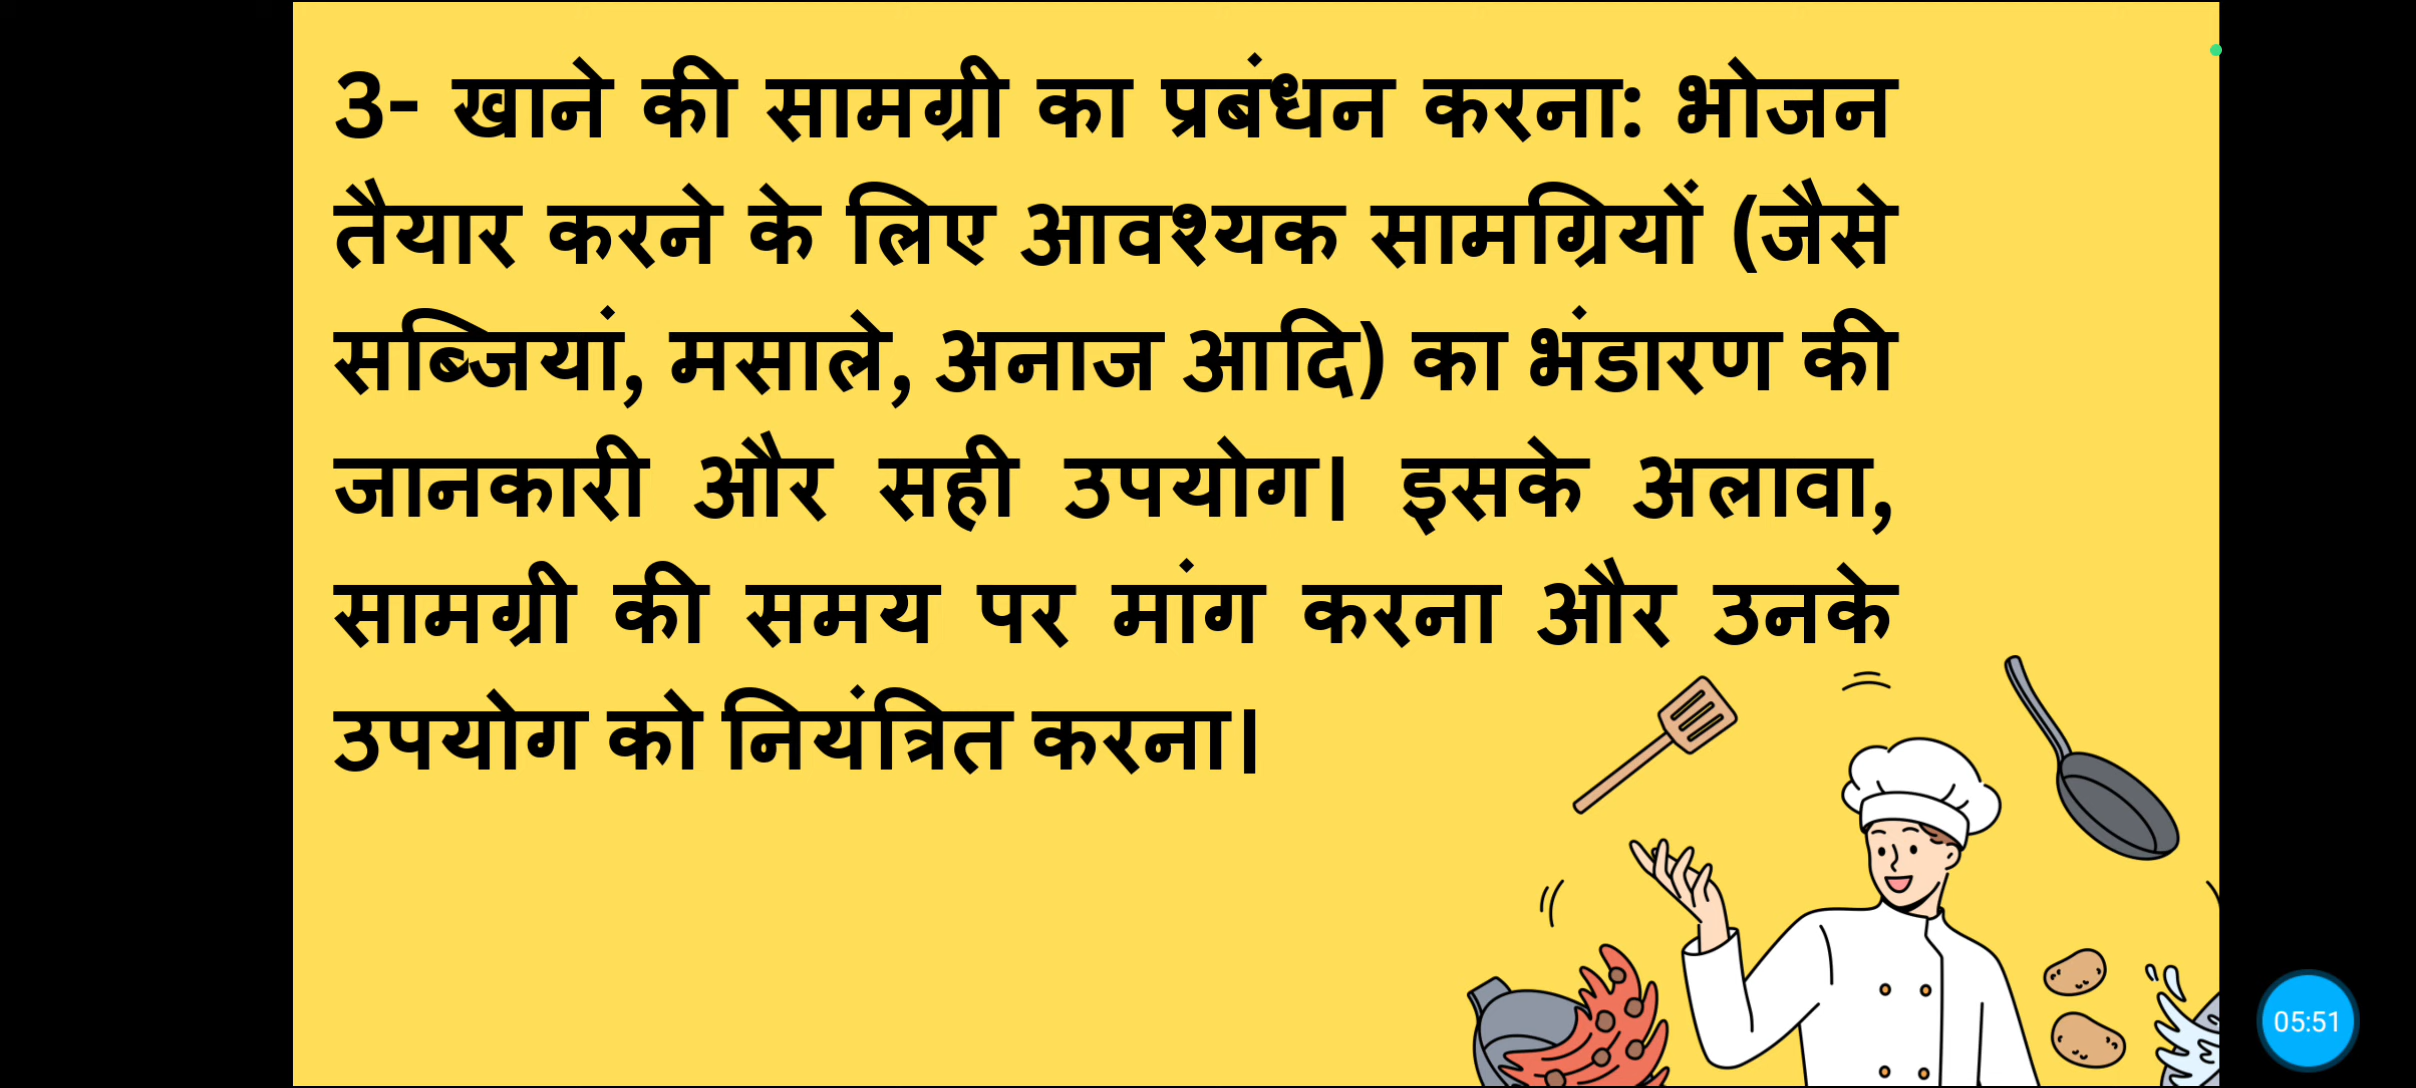 3- खाने की सामग्री का प्रबंधन करना: भोजन
तैयार करने के लिए आवश्यक सामग्रियों (जैसे
सब्जियां, मसाले, अनाज आदि) का भंडारण की
जानकारी और सही उपयोग। इसके अलावा,
सामग्री की समय पर मांग करना और उनके
उपयोग को नियंत्रित करना।
05:51